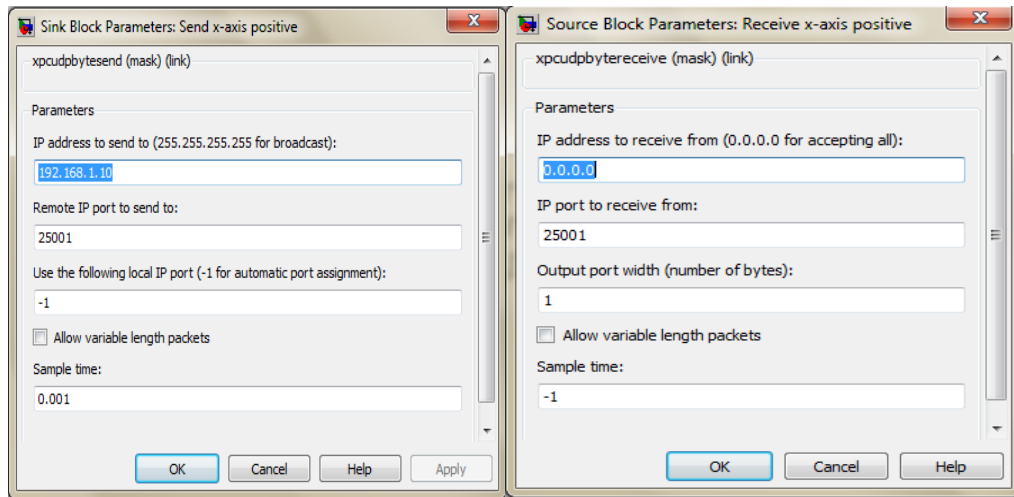 Sink Block Parameters: Send x-axis positive
xpcudpbytesend (mask) (link)
Parameters
IP address to send to (255.255.255.255 for broadcast):
192.168.1.10
Remote IP port to send to:
25001
Use the following local IP port (-1 for automatic port assignment):
-1
Allow variable length packets
Sample time:
0.001
OK Cancel Help Apply
Source Block Parameters: Receive x-axis positive
xpcudpbytereceive (mask) (link)
Parameters
IP address to receive from (0.0.0.0 for accepting all):
0.0.0.0
IP port to receive from:
25001
Output port width (number of bytes):
1
Allow variable length packets
Sample time:
-1
OK Cancel Help